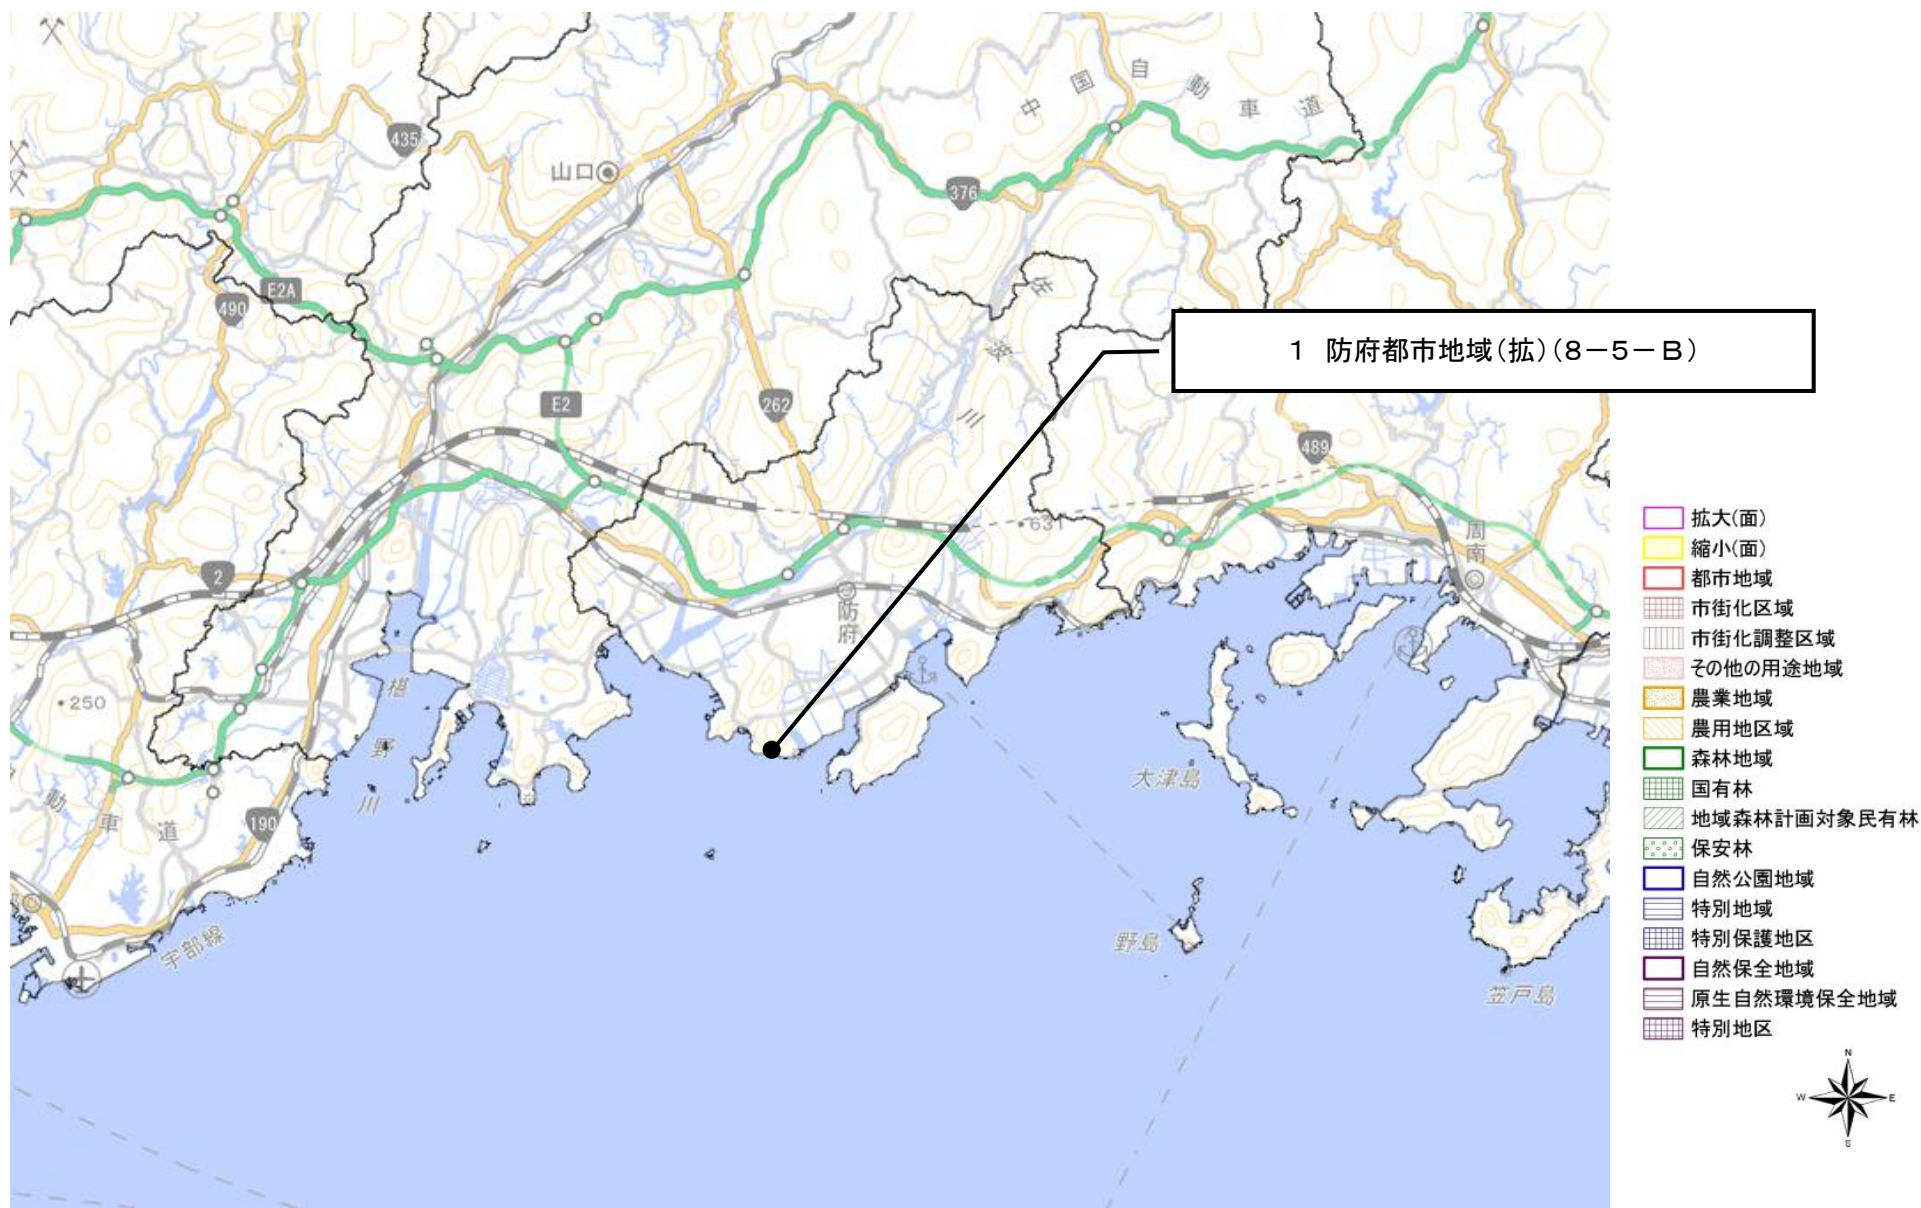 中国自動車道
435
山口
376
E2A
490
佐波川
1 防府都市地域(拡)(8-5-B)
E2
262
489
・631
周南
2
防府
・250
椹野川
大津島
動車道
190
野島
宇部線
笠戸島
拡大(面)
縮小(面)
都市地域
市街化区域
市街化調整区域
その他の用途地域
農業地域
農用地区域
森林地域
国有林
地域森林計画対象民有林
保安林
自然公園地域
特別地域
特別保護地区
自然保全地域
原生自然環境保全地域
特別地区
N
W E
S